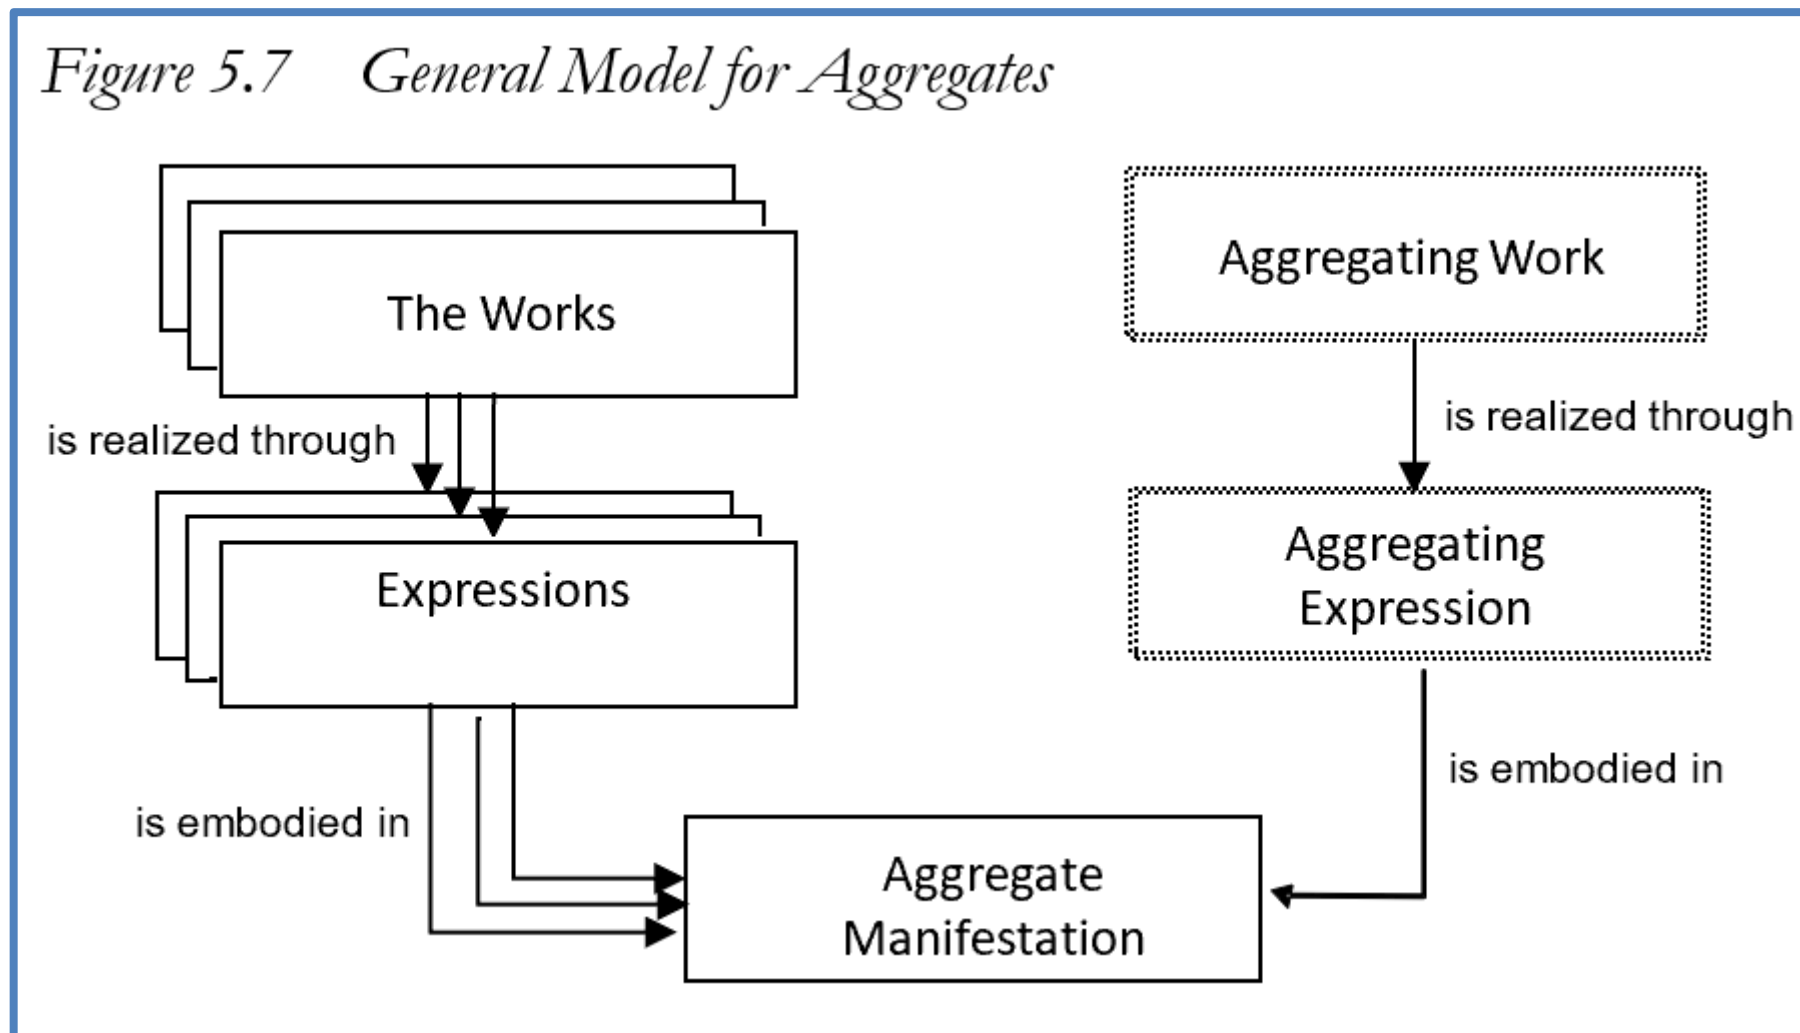 Figure 5.7 General Model for Aggregates
The Works
is realized through
Expressions
is embodied in
Aggregating Work
is realized through
Aggregating
Expression
is embodied in
Aggregate
Manifestation